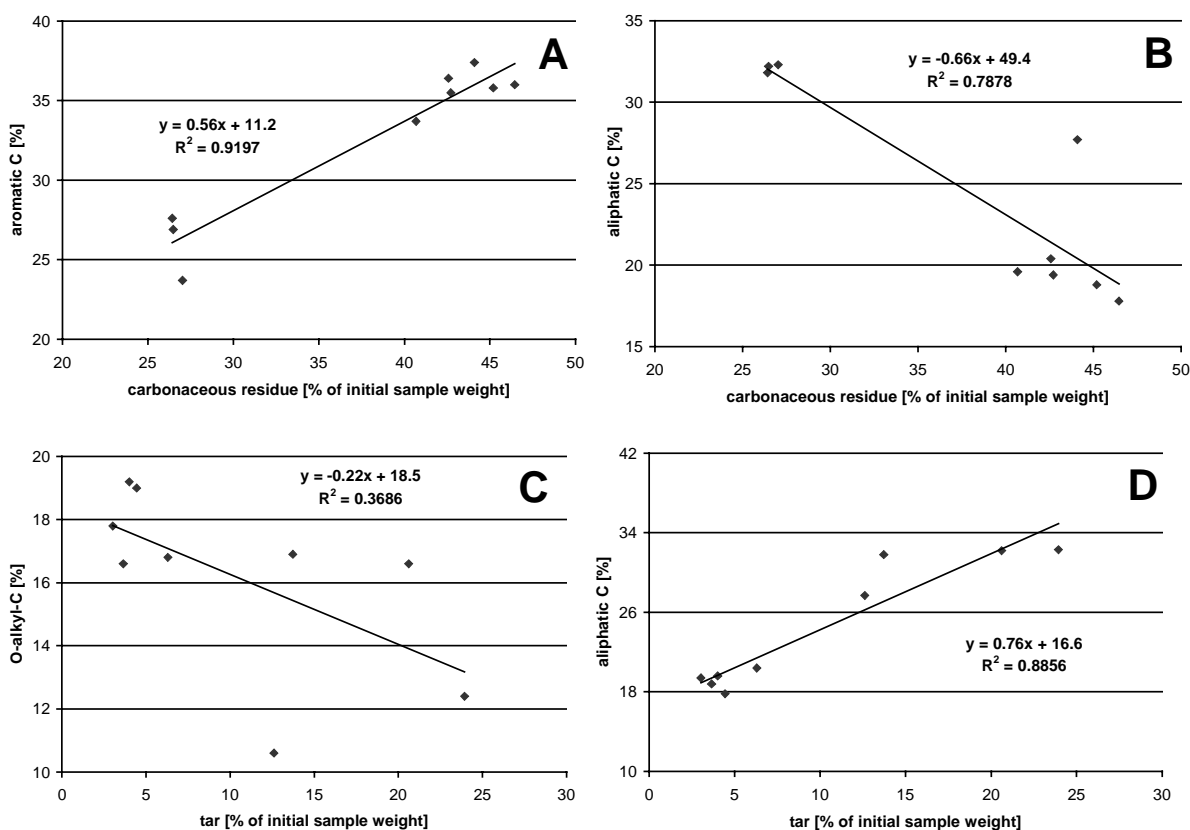 A
40
35
30
25
20
aromatic C [%]
y = 0.56x + 11.2
R² = 0.9197
20 25 30 35 40 45 50
carbonaceous residue [% of initial sample weight]
B
35
30
25
20
15
aliphatic C [%]
y = -0.66x + 49.4
R² = 0.7878
20 25 30 35 40 45 50
carbonaceous residue [% of initial sample weight]
C
20
18
16
14
12
10
O-alkyl-C [%]
y = -0.22x + 18.5
R² = 0.3686
0 5 10 15 20 25 30
tar [% of initial sample weight]
D
42
34
26
18
10
aliphatic C [%]
y = 0.76x + 16.6
R² = 0.8856
0 5 10 15 20 25 30
tar [% of initial sample weight]